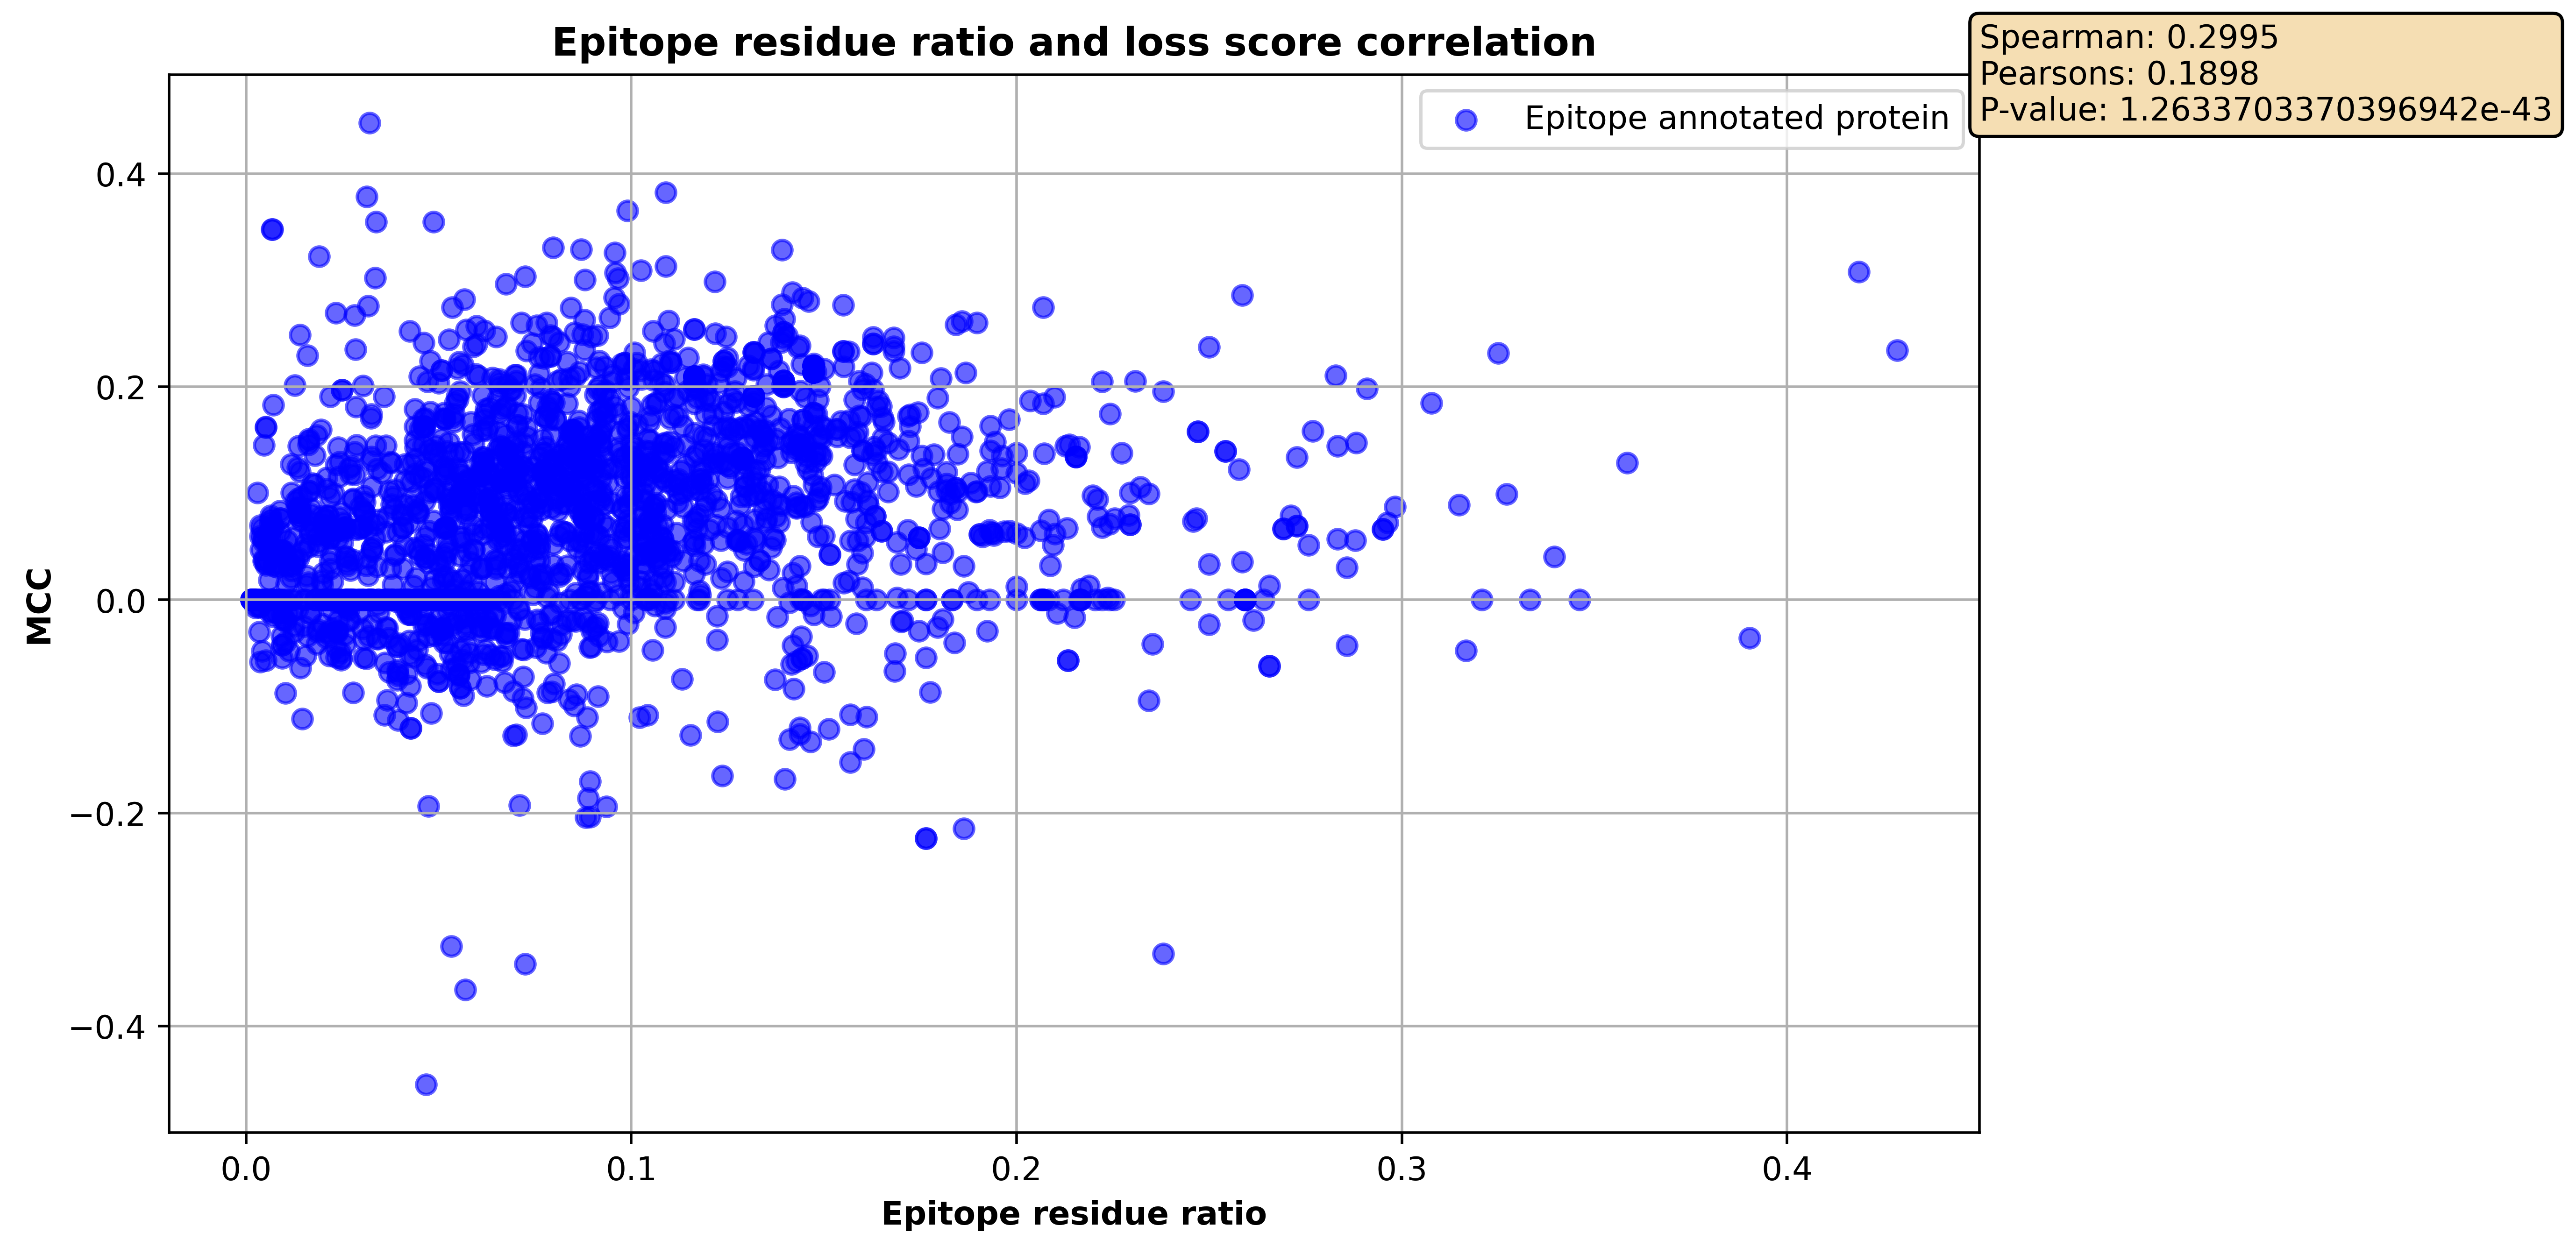 Epitope residue ratio and loss score correlation
Spearman: 0.2995
Pearsons: 0.1898
P-value: 1.2633703370396942e-43
Epitope annotated protein
0.4
0.2
0.0
−0.2
−0.4
MCC
0.0 0.1 0.2 0.3 0.4
Epitope residue ratio